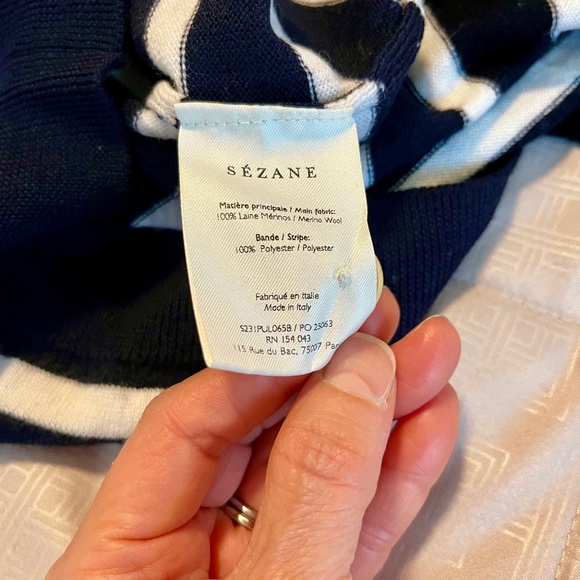 SÉZANE
Matière principale / Main fabric:
100% Laine Mérinos / Merino Wool
Bande / Stripe:
100% Polyester / Polyester
Fabriqué en Italie
Made in Italy
S231PUL065B / PO 25063
RN 154 043
115 Rue du Bac, 75007